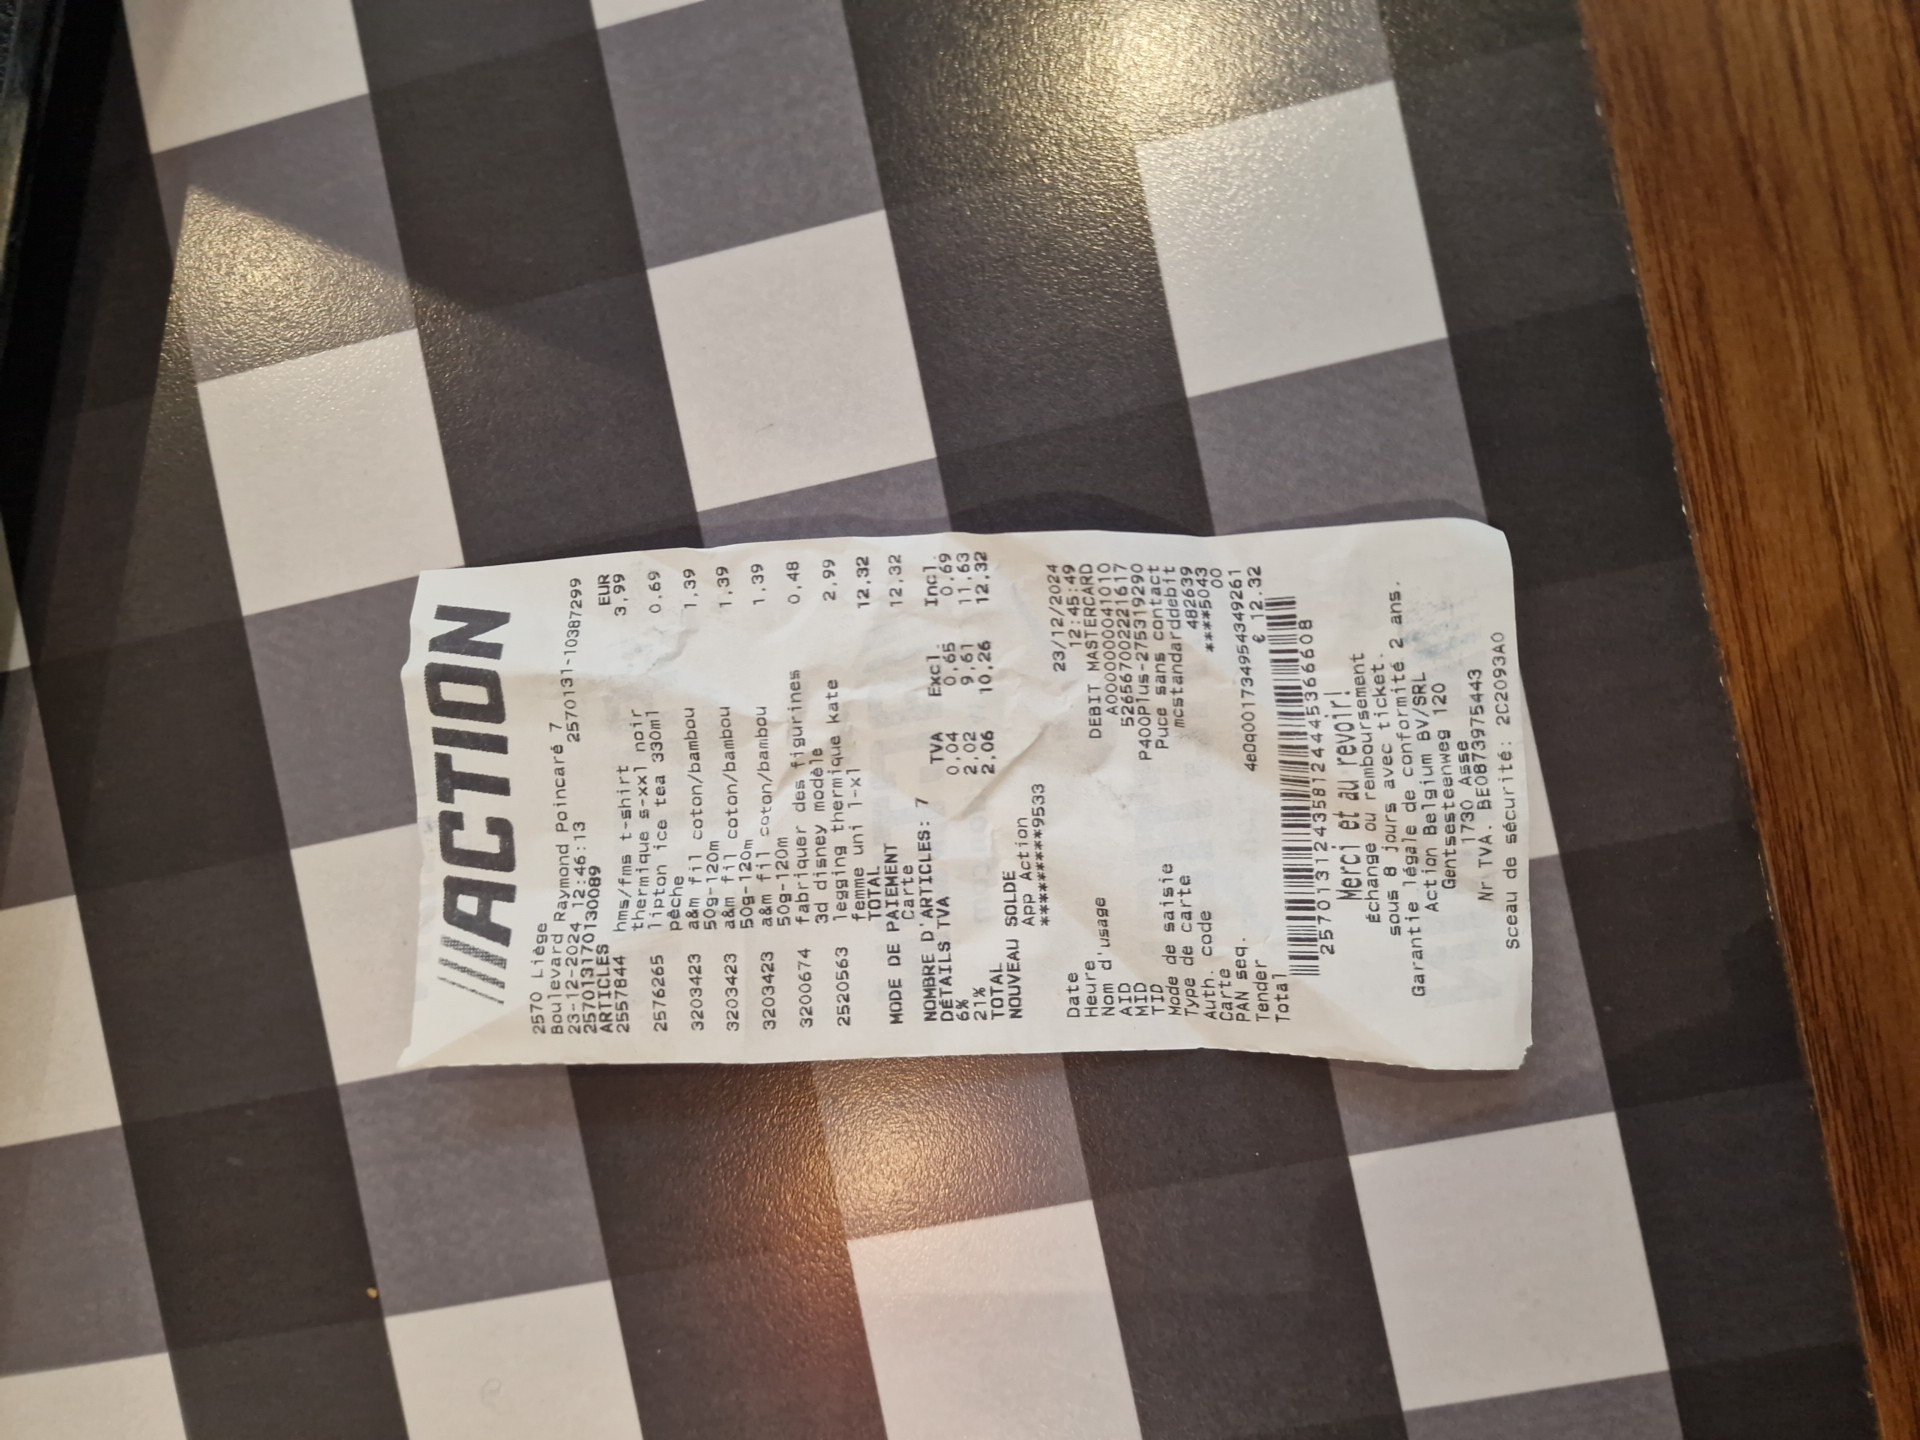 ACTION
2570 Liège
Boulevard Raymond Poincaré 7
23-12-2024 12:46:13 2570131-10387299
2570131701130089
ARTICLES EUR
2557844 hms/fms t-shirt 3,99
thermique s-xxl noir
2576265 lipton ice tea 330ml 0,69
pêche
3203423 a&m fil coton/bambou 1,39
50g-120m
3203423 a&m fil coton/bambou 1,39
50g-120m
3203423 a&m fil coton/bambou 1,39
50g-120m
3200674 fabriquer des figurines 0,48
3d disney modèle
2520563 legging thermique kate 2,99
femme uni l-xl
TOTAL 12,32
MODE DE PAIEMENT
Carte 12,32
NOMBRE D'ARTICLES: 7
DÉTAILS TVA TVA Excl. Incl.
6% 0,04 0,65 0,69
21% 2,02 9,61 11,63
TOTAL 2,06 10,26 12,32
NOUVEAU SOLDE
App Action
*********9533
Date 23/12/2024
Heure 12:45:49
Nom d'usage DEBIT MASTERCARD
AID A0000000041010
MID 526567002221617
TID P400Plus-275319290
Mode de saisie Puce sans contact
Type de carte mcstandarddebit
Auth. code 482639
Carte ****5043
PAN seq. 00
Tender
Total € 12.32
Merci et au revoir!
Échange ou remboursement
sous 8 jours avec ticket.
Garantie légale de conformité 2 ans.
Action Belgium BV/SRL
Gentsesteenweg 120
1730 Asse
Nr TVA. BE0873975443
Sceau de sécurité: 2C2093A0